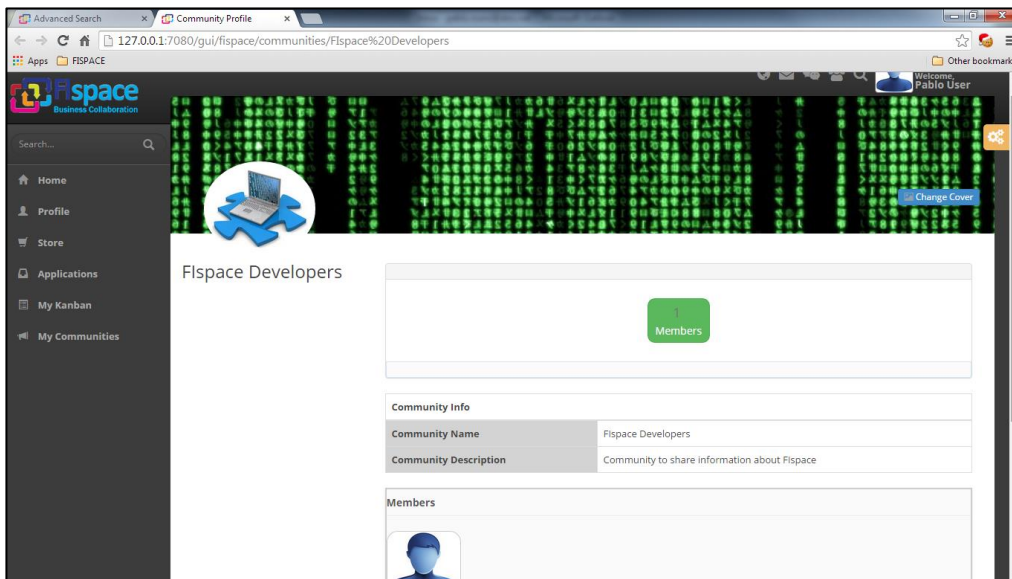 Advanced Search
Community Profile
127.0.0.1:7080/gui/fispace/communities/FIspace%20Developers
Apps FISPACE Other bookmark
FIspace
Business Collaboration
Welcome,
Pablo User
Search...
Home
Profile
Store
Applications
My Kanban
My Communities
Change Cover
FIspace Developers
1
Members
Community Info
Community Name FIspace Developers
Community Description Community to share information about FIspace
Members